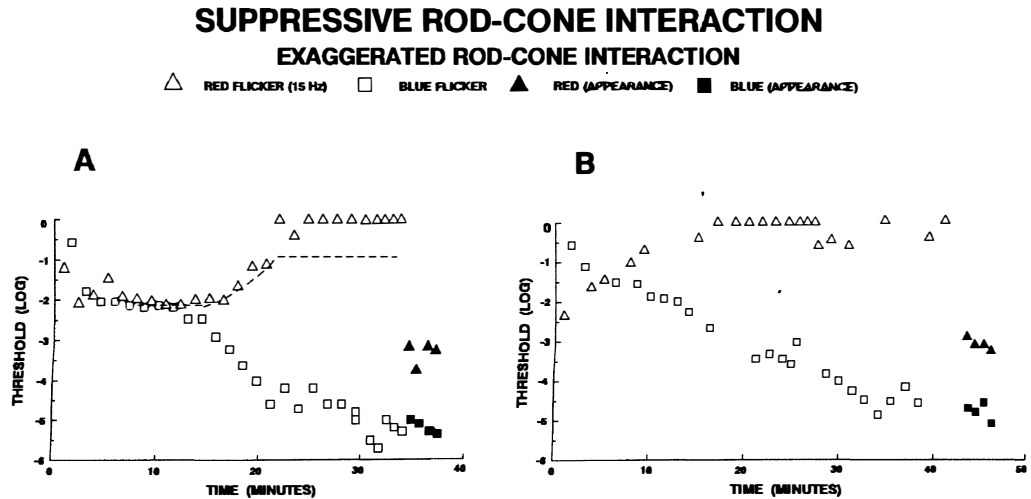 SUPPRESSIVE ROD-CONE INTERACTION
EXAGGERATED ROD-CONE INTERACTION
RED FLICKER (15 Hz) BLUE FLICKER RED (APPEARANCE) BLUE (APPEARANCE)
A
THRESHOLD (LOG)
0
-1
-2
-3
-4
-5
-6
0 10 20 30 40
TIME (MINUTES)
B
THRESHOLD (LOG)
0
-1
-2
-3
-4
-5
-6
0 10 20 30 40 50
TIME (MINUTES)